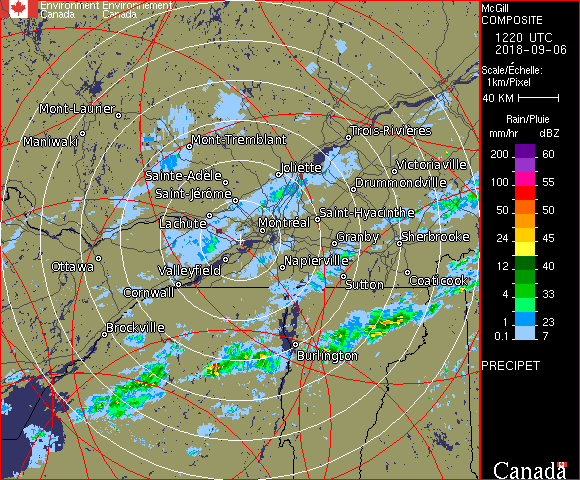 Environment Environment
Canada Canada
McGill
COMPOSITE
1220 UTC
2018-09-06
Scale/Échelle:
1km/Pixel
40 KM
Rain/Pluie
mm/hr dBZ
200 60
100 55
50 50
24 45
12 40
4 33
1 23
0.1 7
PRECIPET
Canada
Mont-Laurier
Maniwaki
Mont-Tremblant
Trois-Rivières
Sainte-Adèle
Joliette
Victoriaville
Saint-Jérôme
Drummondville
Lachute
Montréal
Saint-Hyacinthe
Granby
Sherbrooke
Ottawa
Valleyfield
Napierville
Cornwall
Sutton
Coaticook
Brockville
Burlington